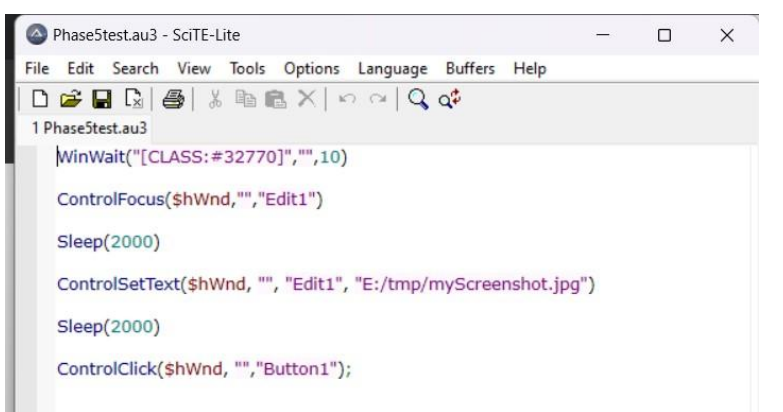 Phase5test.au3 - SciTE-Lite
File Edit Search View Tools Options Language Buffers Help
1 Phase5test.au3
WinWait("[CLASS:#32770]","",10)
ControlFocus($hWnd,"","Edit1")
Sleep(2000)
ControlSetText($hWnd, "", "Edit1", "E:/tmp/myScreenshot.jpg")
Sleep(2000)
ControlClick($hWnd, "","Button1");